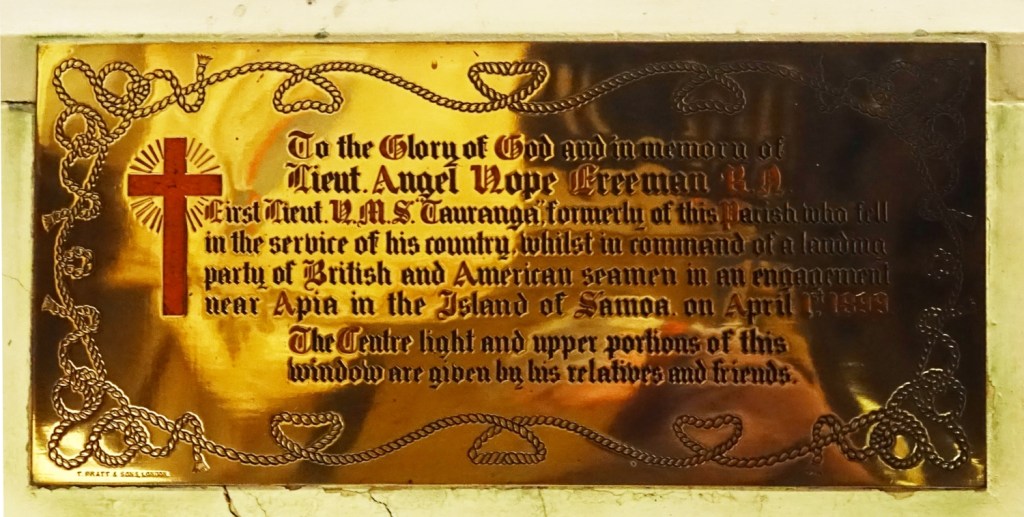 To the Glory of God and in memory of
Lieut. Angel Hope Freeman R.N.
First Lieut. H.M.S. "Tauranga", formerly of this Parish who fell
in the service of his country, whilst in command of a landing
party of British and American seamen in an engagement
near Apia in the Island of Samoa, on April 1st 1899
The Centre light and upper portions of this
window are given by his relatives and friends.
T. PRATT & SONS, LONDON.